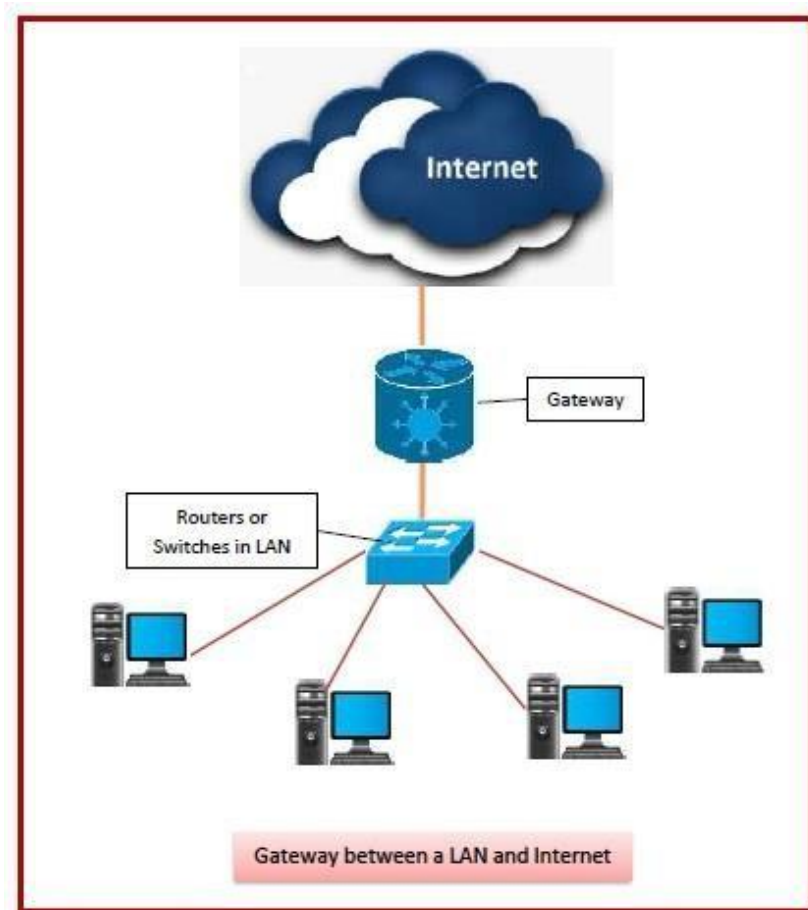 Internet
Gateway
Routers or
Switches in LAN
Gateway between a LAN and Internet